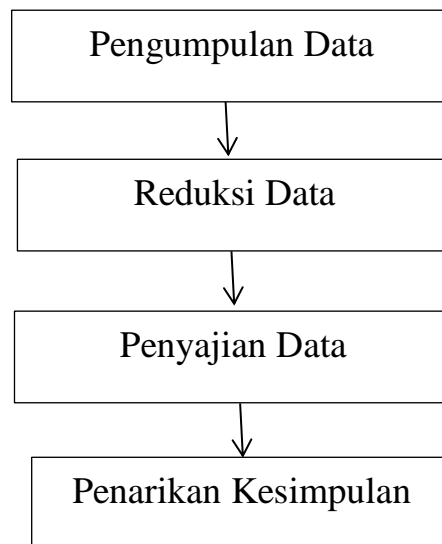 Pengumpulan Data
Reduksi Data
Penyajian Data
Penarikan Kesimpulan